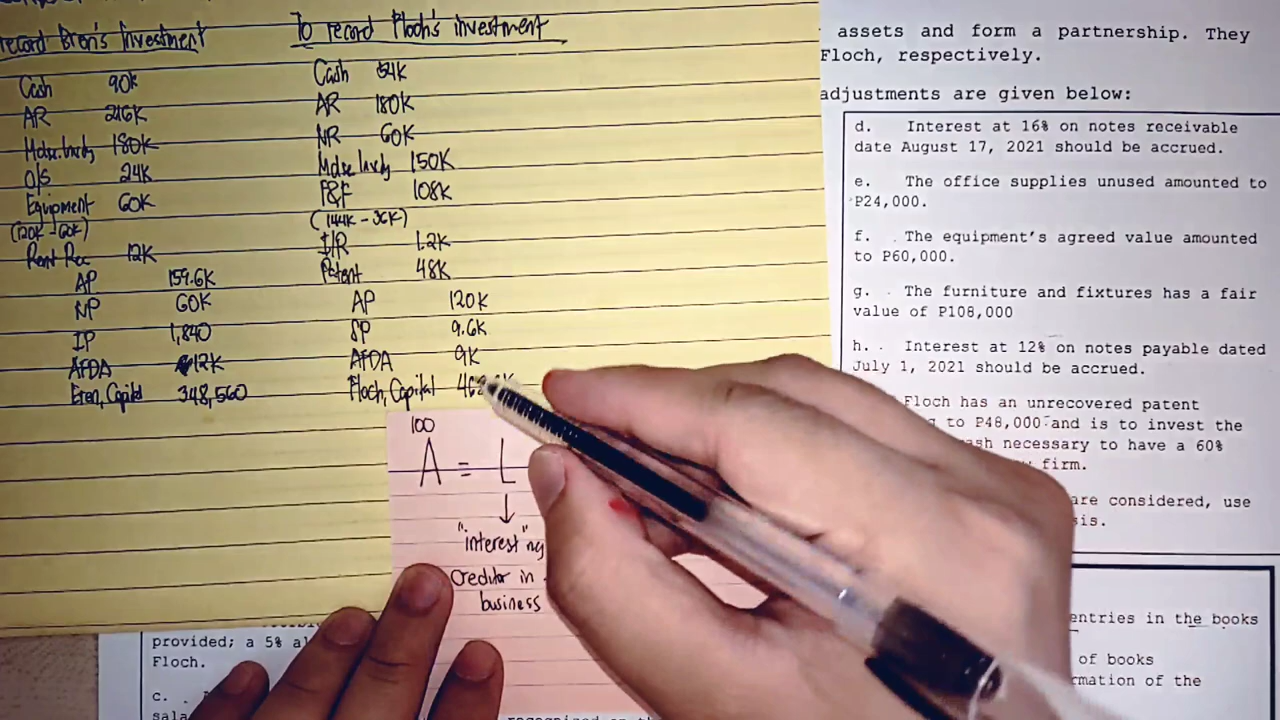 record Eren's Investment
Cash 90K
AR 216K
Mdse. Invty 180K
O/S 24K
Equipment 60K
(120K - 60K)
Rent Rec 12K
AP 159.6K
NP 60K
IP 1,840
AFDA 12K
Eren, Capital 348,560
To record Floch's investment
Cash 54K
AR 180K
NR 60K
Mdse Invty 150K
F&F 108K
(144K - 36K)
I/R 1.2K
Patent 48K
AP 120K
SP 9.6K
AFDA 9K
Floch, Capital
100
A = L
"interest" ng
Creditor in
business
assets and form a partnership. They
Floch, respectively.
adjustments are given below:
d. Interest at 16% on notes receivable
date August 17, 2021 should be accrued.
e. The office supplies unused amounted to
P24,000.
f. The equipment's agreed value amounted
to P60,000.
g. The furniture and fixtures has a fair
value of P108,000
h. Interest at 12% on notes payable dated
July 1, 2021 should be accrued.
Floch has an unrecovered patent
to P48,000 and is to invest the
necessary to have a 60%
firm.
are considered, use
entries in the books
provided; a 5%
of books
Floch.
of the
c.